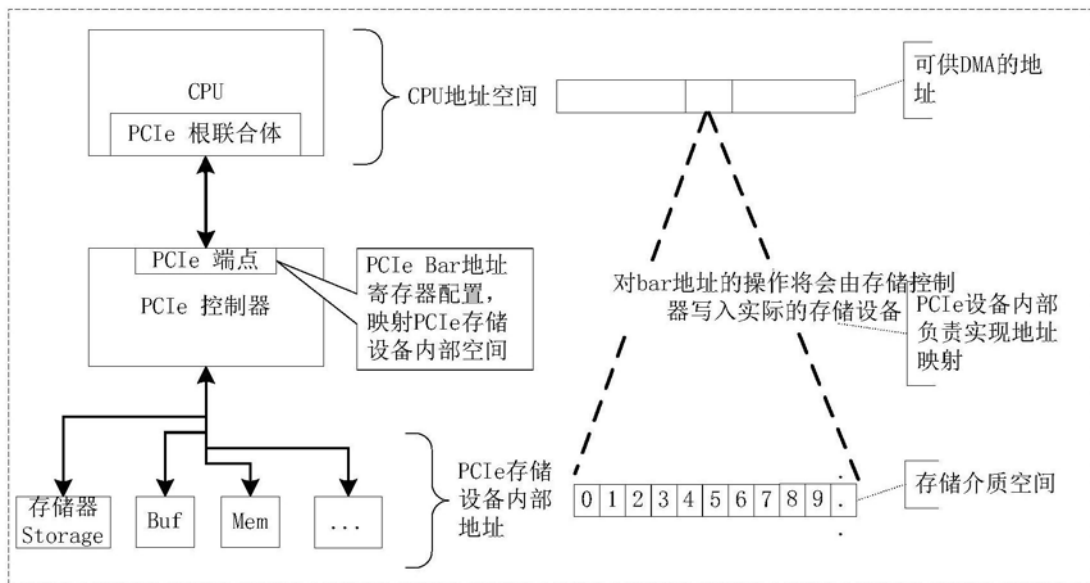 CPU
PCIe 根联合体
CPU地址空间
可供DMA的地
址
PCIe 端点
PCIe 控制器
PCIe Bar地址
寄存器配置，
映射PCIe存储
设备内部空间
对bar地址的操作将会由存储控制
器写入实际的存储设备
PCIe设备内部
负责实现地址
映射
存储器
Storage
Buf
Mem
...
PCIe存储
设备内部
地址
0 1 2 3 4 5 6 7 8 9 .
.
.
存储介质空间